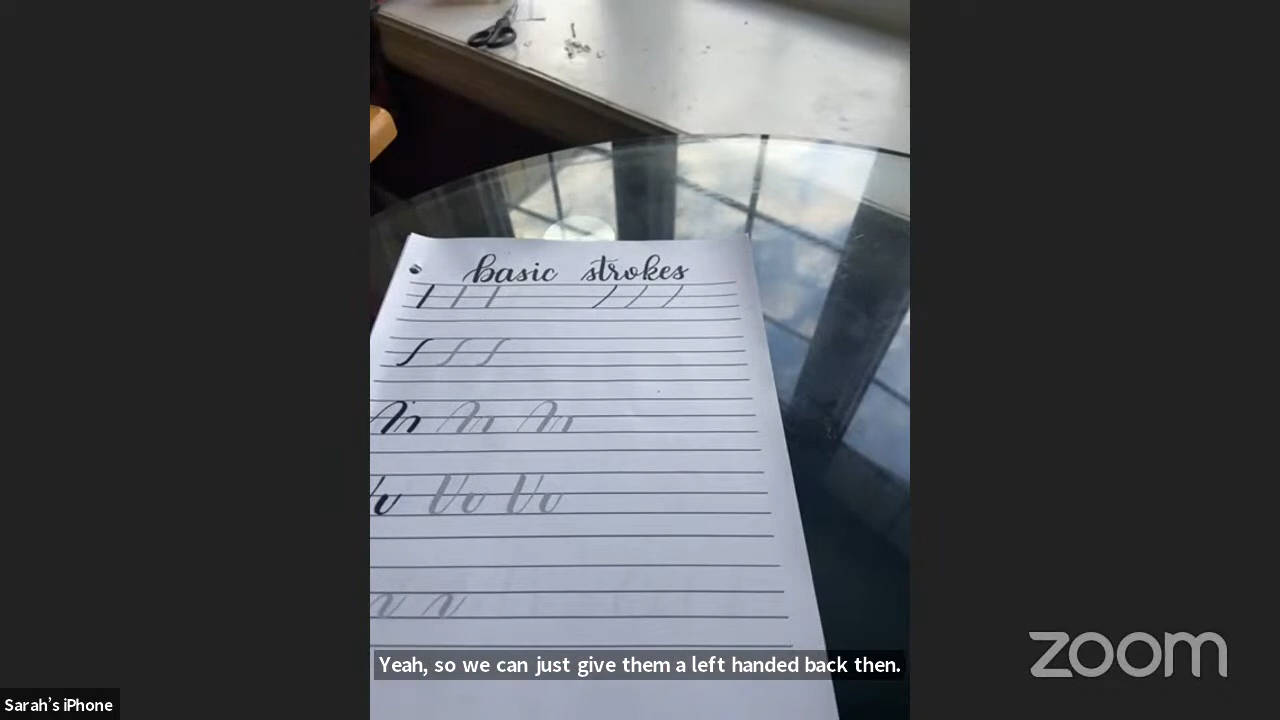 basic strokes
Yeah, so we can just give them a left handed back then.
zoom
Sarah's iPhone